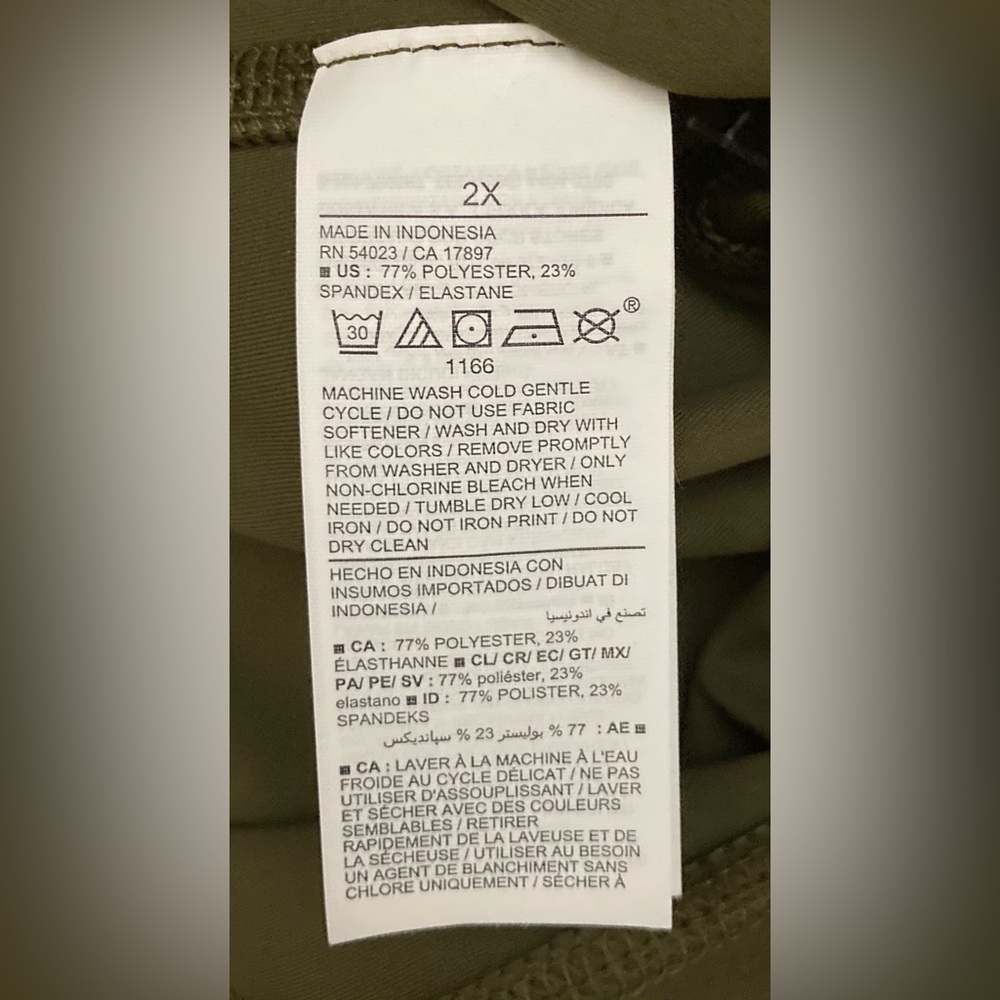 2X
MADE IN INDONESIA
RN 54023 / CA 17897
US : 77% POLYESTER, 23%
SPANDEX / ELASTANE
30 ®
1166
MACHINE WASH COLD GENTLE
CYCLE / DO NOT USE FABRIC
SOFTENER / WASH AND DRY WITH
LIKE COLORS / REMOVE PROMPTLY
FROM WASHER AND DRYER / ONLY
NON-CHLORINE BLEACH WHEN
NEEDED / TUMBLE DRY LOW / COOL
IRON / DO NOT IRON PRINT / DO NOT
DRY CLEAN
HECHO EN INDONESIA CON
INSUMOS IMPORTADOS / DIBUAT DI
INDONESIA /
تصنع في اندونيسيا
CA : 77% POLYESTER, 23%
ÉLASTHANNE CL/ CR/ EC/ GT/ MX/
PA/ PE/ SV : 77% poliéster, 23%
elastano ID : 77% POLISTER, 23%
SPANDEKS
AE : 77 % بوليستر 23 % سپانديكس
CA : LAVER À LA MACHINE À L'EAU
FROIDE AU CYCLE DÉLICAT / NE PAS
UTILISER D'ASSOUPLISSANT / LAVER
ET SÉCHER AVEC DES COULEURS
SEMBLABLES / RETIRER
RAPIDEMENT DE LA LAVEUSE ET DE
LA SÉCHEUSE / UTILISER AU BESOIN
UN AGENT DE BLANCHIMENT SANS
CHLORE UNIQUEMENT / SÉCHER À